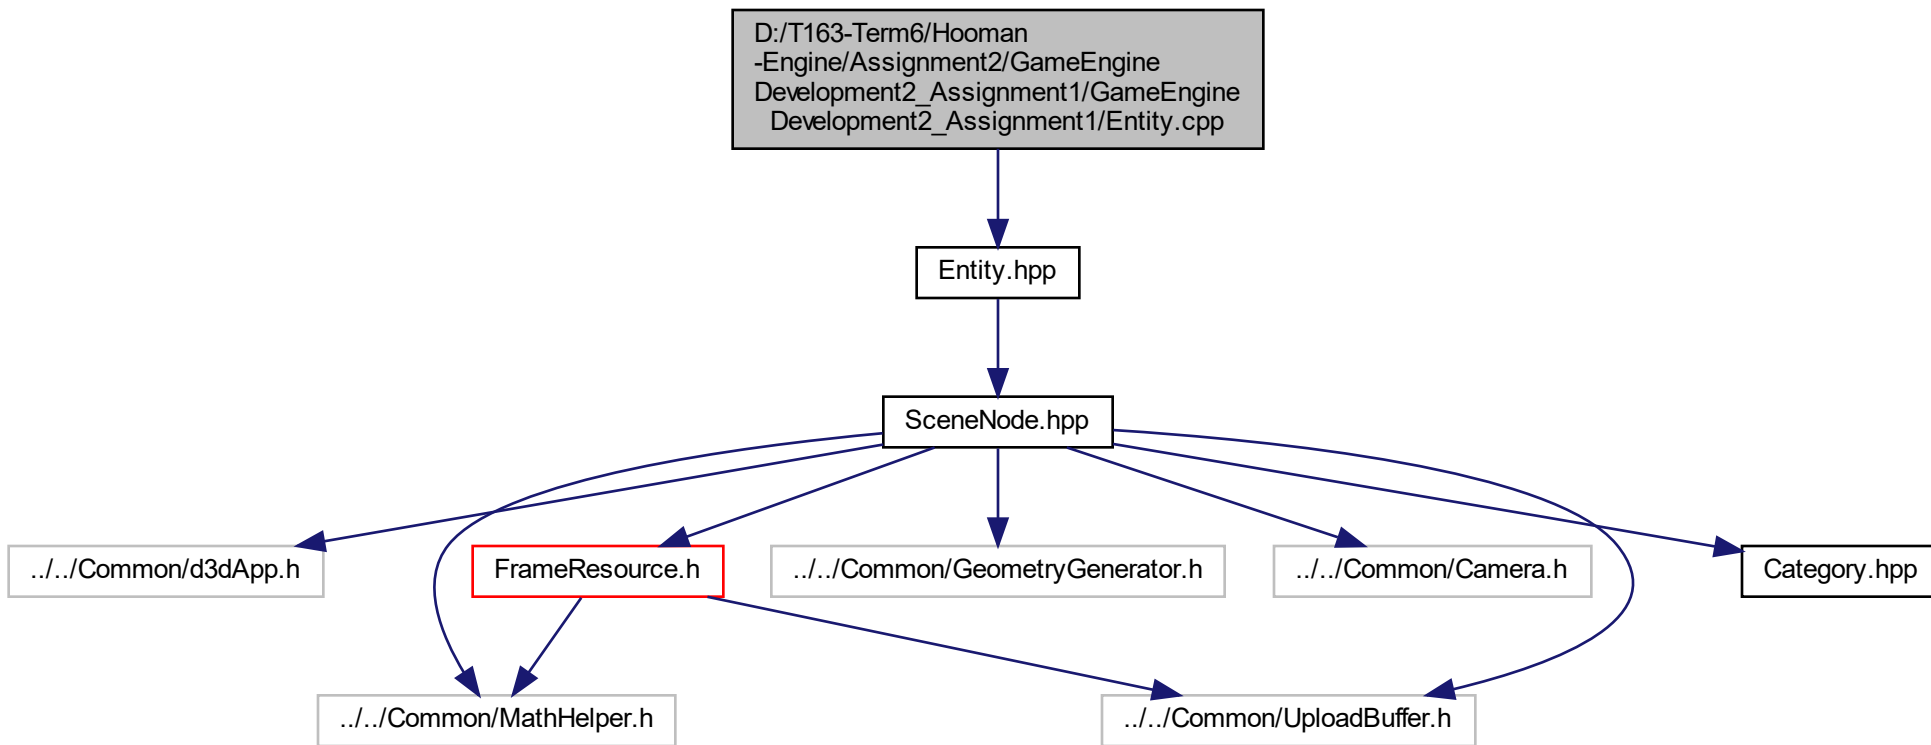 D:/T163-Term6/Hooman
-Engine/Assignment2/GameEngine
Development2_Assignment1/GameEngine
Development2_Assignment1/Entity.cpp
Entity.hpp
SceneNode.hpp
../../Common/d3dApp.h
FrameResource.h
../../Common/GeometryGenerator.h
../../Common/Camera.h
Category.hpp
../../Common/MathHelper.h
../../Common/UploadBuffer.h